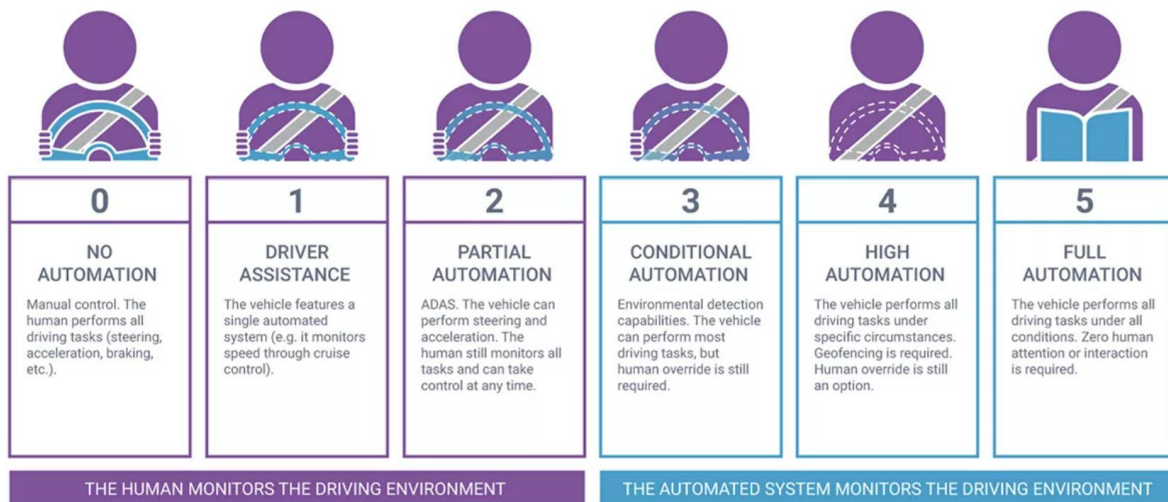 0
NO
AUTOMATION
Manual control. The
human performs all
driving tasks (steering,
acceleration, braking,
etc.).
1
DRIVER
ASSISTANCE
The vehicle features a
single automated
system (e.g. it monitors
speed through cruise
control).
2
PARTIAL
AUTOMATION
ADAS. The vehicle can
perform steering and
acceleration. The
human still monitors all
tasks and can take
control at any time.
3
CONDITIONAL
AUTOMATION
Environmental detection
capabilities. The vehicle
can perform most
driving tasks, but
human override is still
required.
4
HIGH
AUTOMATION
The vehicle performs all
driving tasks under
specific circumstances.
Geofencing is required.
Human override is still
an option.
5
FULL
AUTOMATION
The vehicle performs all
driving tasks under all
conditions. Zero human
attention or interaction
is required.
THE HUMAN MONITORS THE DRIVING ENVIRONMENT
THE AUTOMATED SYSTEM MONITORS THE DRIVING ENVIRONMENT